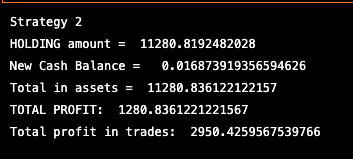 Strategy 2
HOLDING amount =  11280.8192482028
New Cash Balance =   0.016873919356594626
Total in assets =  11280.836122122157
TOTAL PROFIT:  1280.8361221221567
Total profit in trades:  2950.4259567539766